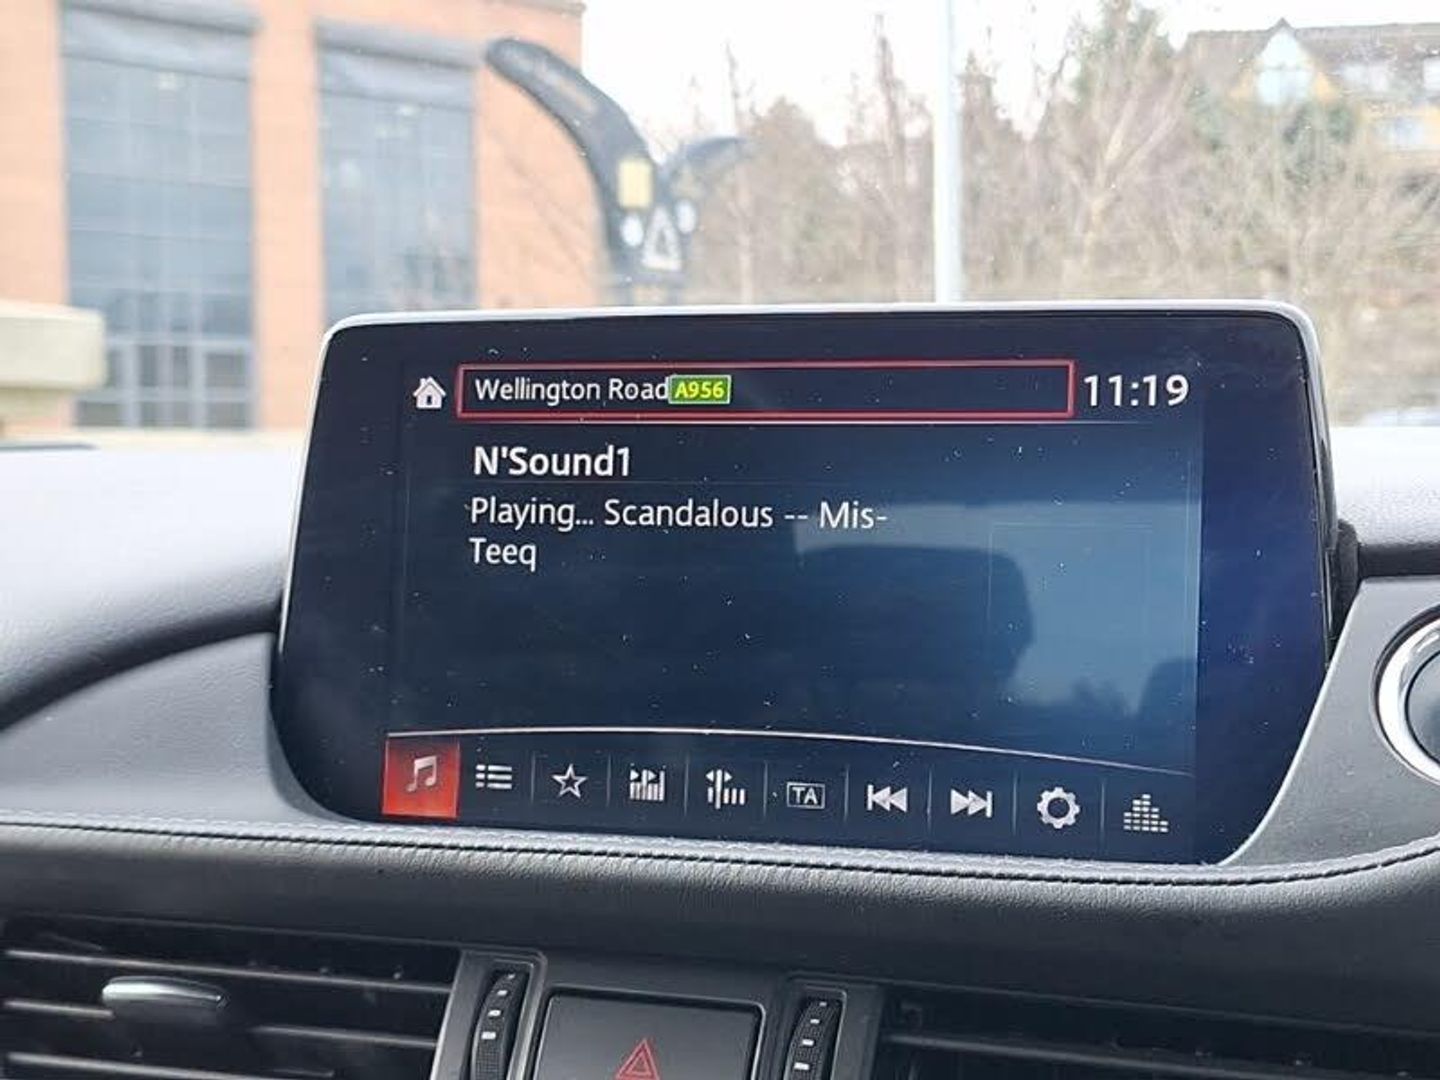 Wellington Road A956 11:19
N'Sound1
Playing... Scandalous -- Mis-
Teeq
TA